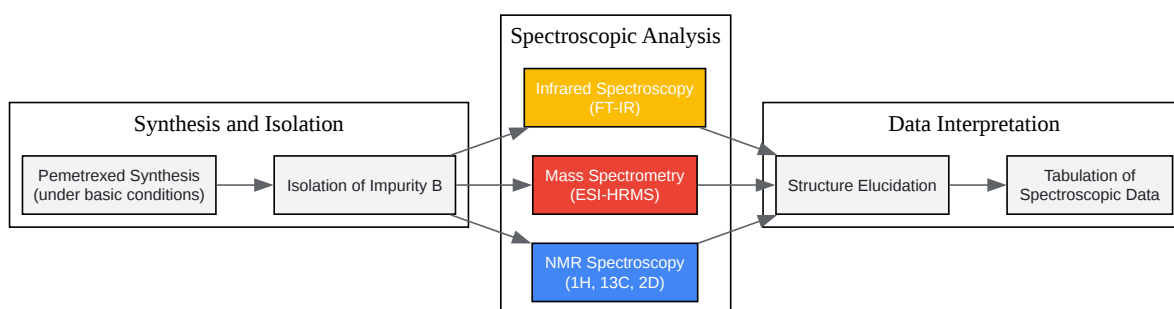 Synthesis and Isolation
Pemetrexed Synthesis
(under basic conditions)
Isolation of Impurity B
Spectroscopic Analysis
Infrared Spectroscopy
(FT-IR)
Mass Spectrometry
(ESI-HRMS)
NMR Spectroscopy
(1H, 13C, 2D)
Data Interpretation
Structure Elucidation
Tabulation of
Spectroscopic Data